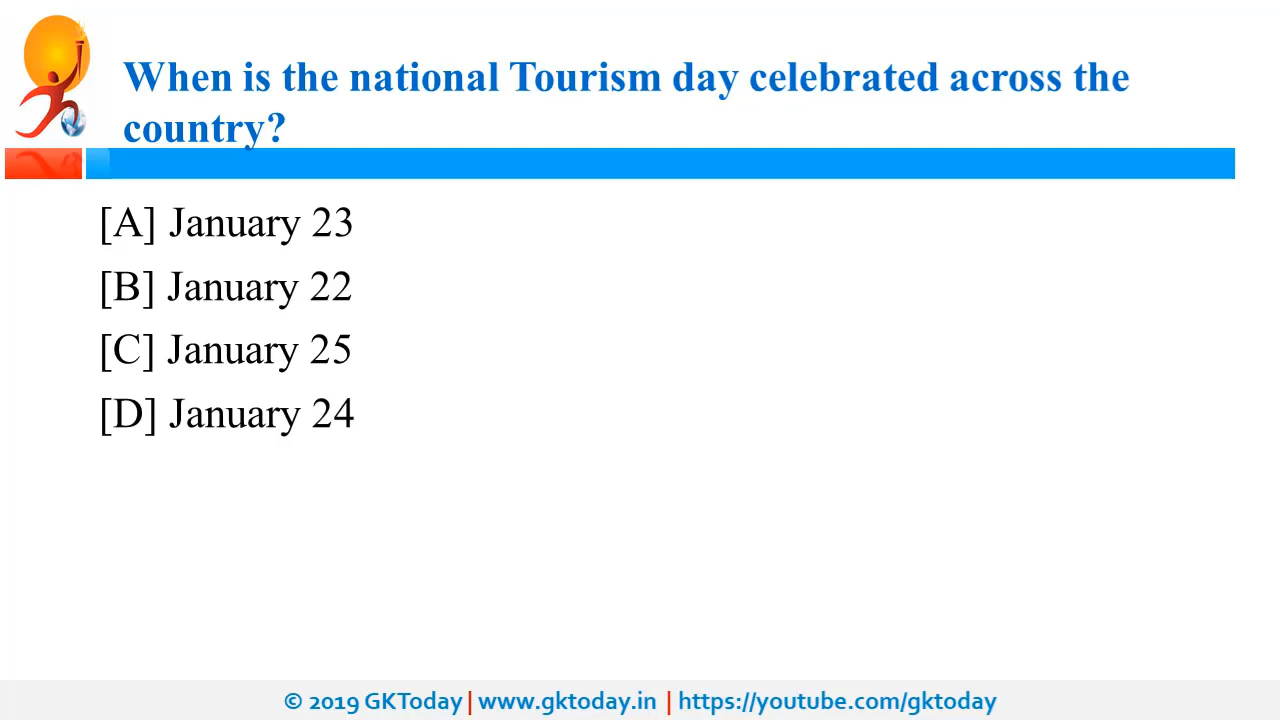 When is the national Tourism day celebrated across the
country?
[A] January 23
[B] January 22
[C] January 25
[D] January 24
© 2019 GKToday | www.gktoday.in | https://youtube.com/gktoday